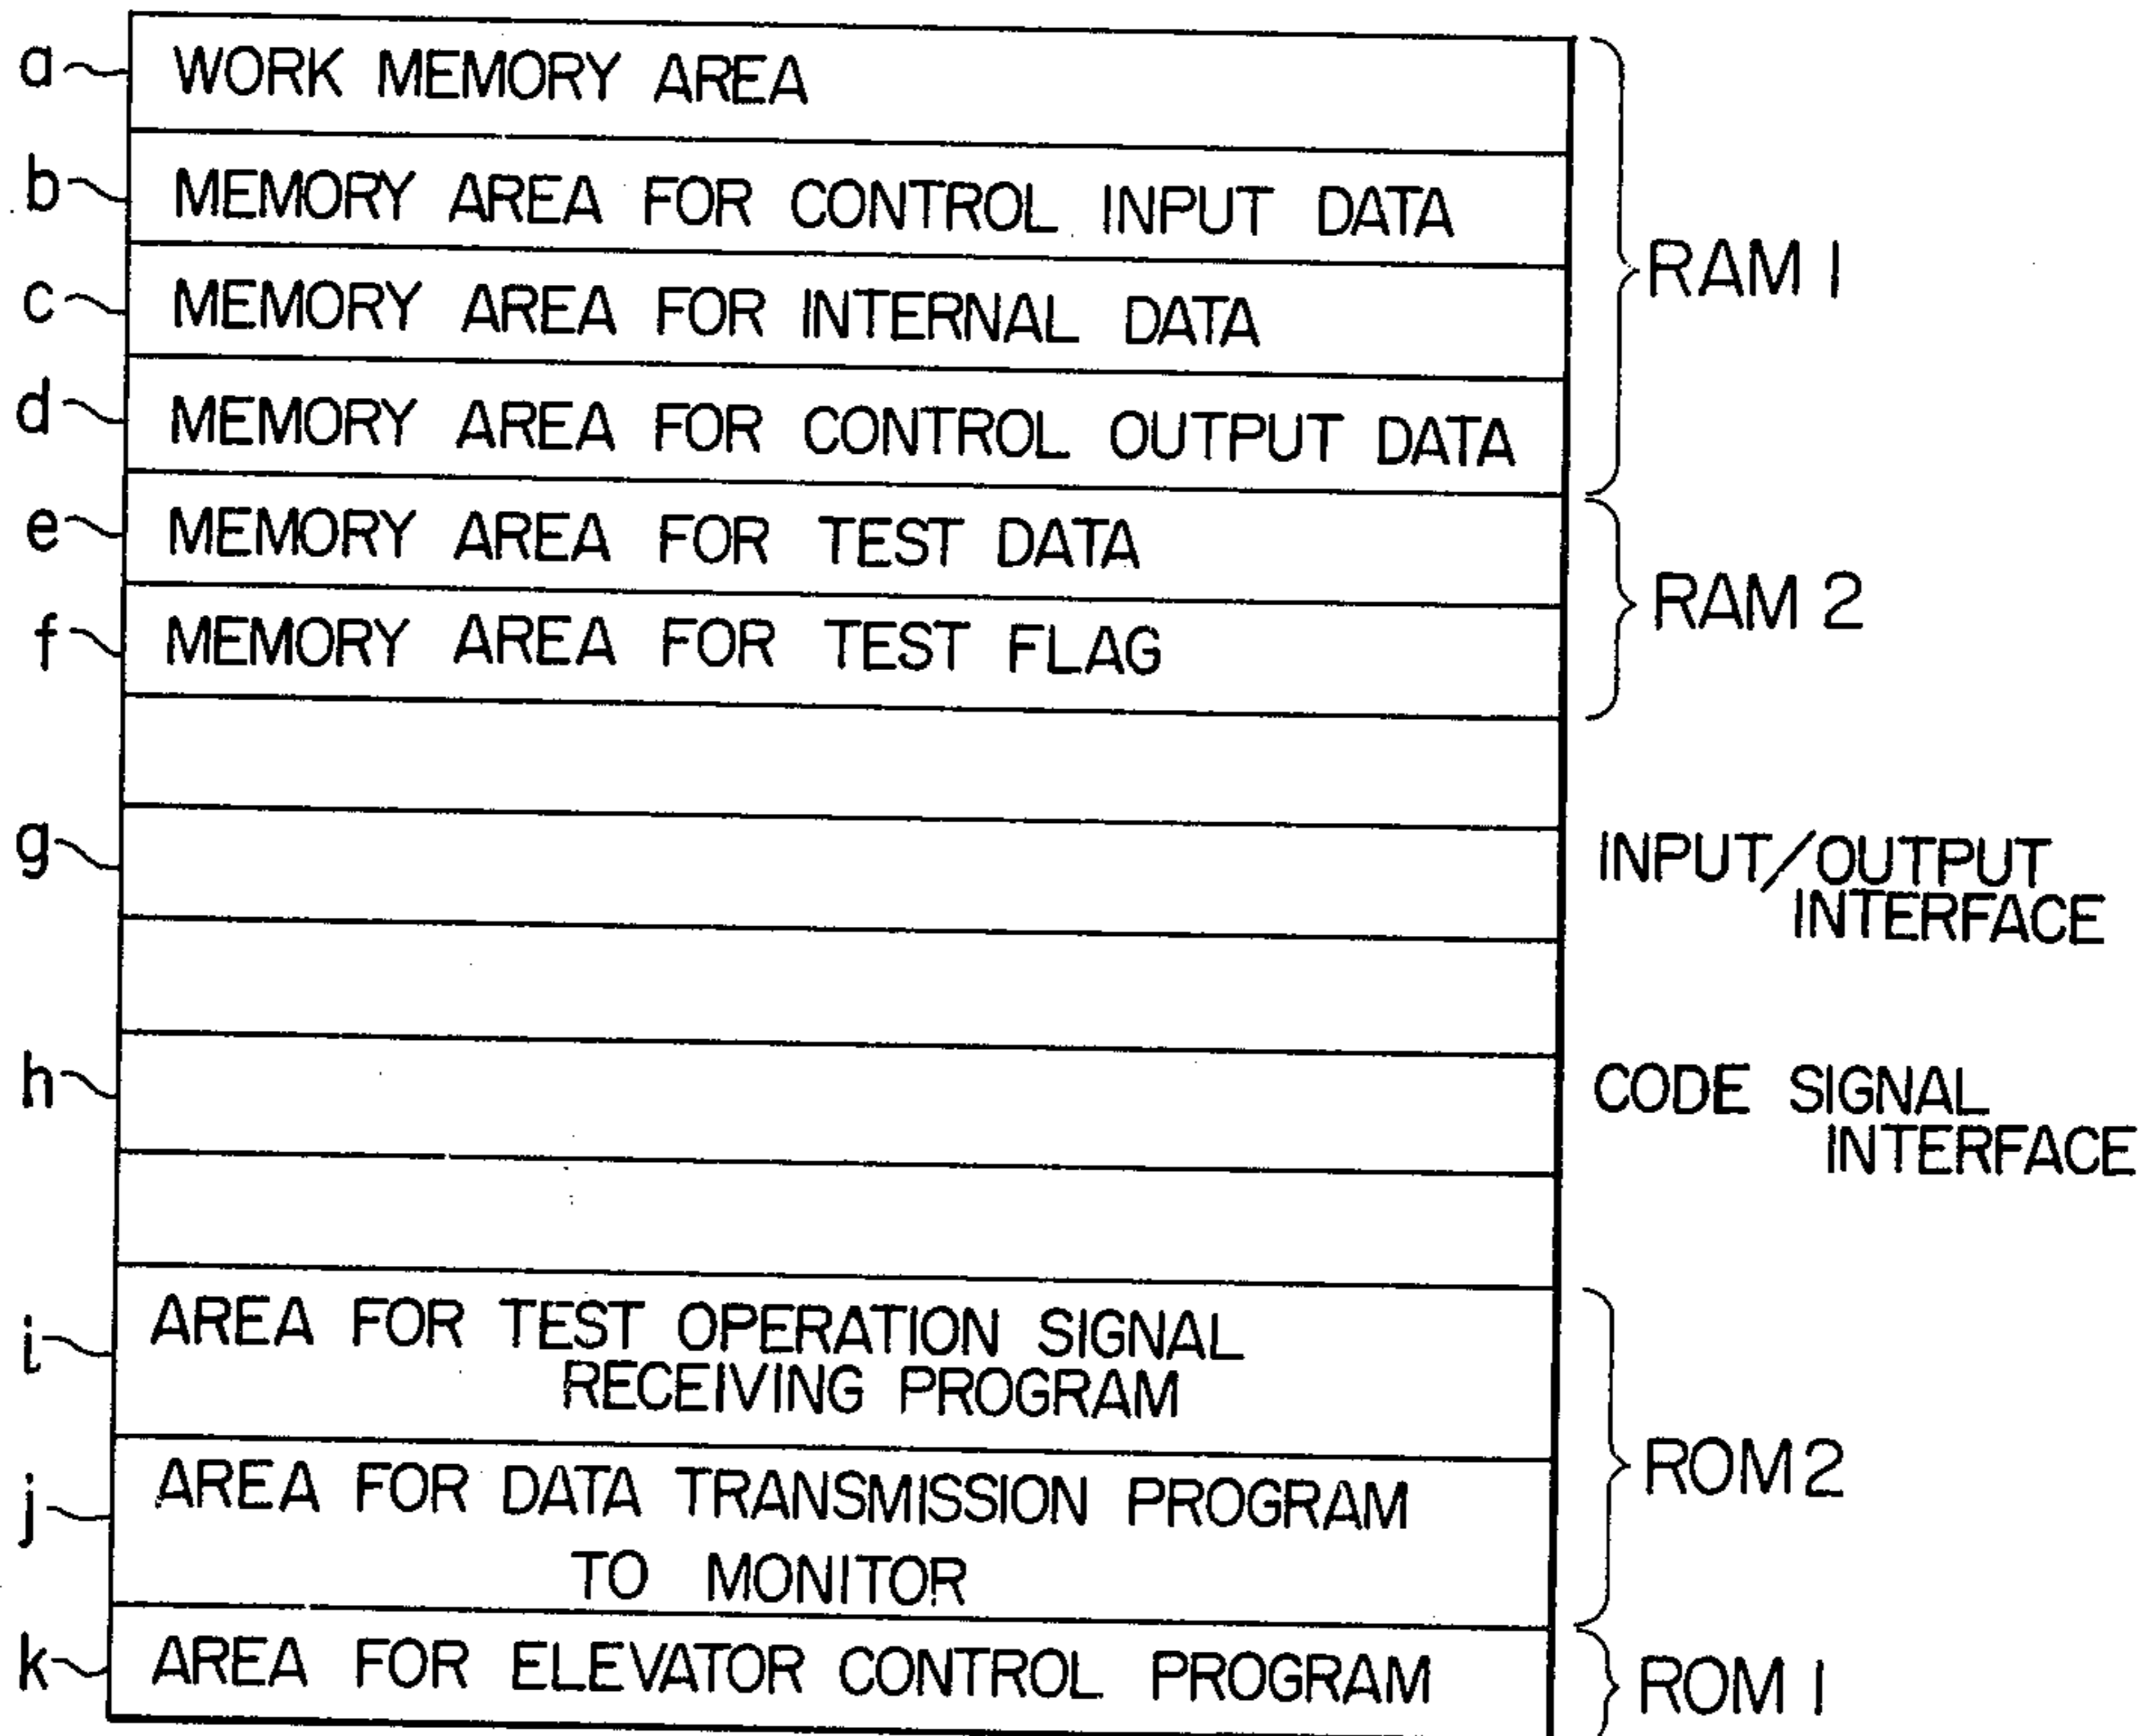 a WORK MEMORY AREA
b MEMORY AREA FOR CONTROL INPUT DATA
c MEMORY AREA FOR INTERNAL DATA
RAM 1
d MEMORY AREA FOR CONTROL OUTPUT DATA
e MEMORY AREA FOR TEST DATA
RAM 2
f MEMORY AREA FOR TEST FLAG
g INPUT/OUTPUT
INTERFACE
h CODE SIGNAL
INTERFACE
i AREA FOR TEST OPERATION SIGNAL
RECEIVING PROGRAM
j AREA FOR DATA TRANSMISSION PROGRAM
TO MONITOR
ROM2
k AREA FOR ELEVATOR CONTROL PROGRAM
ROM 1